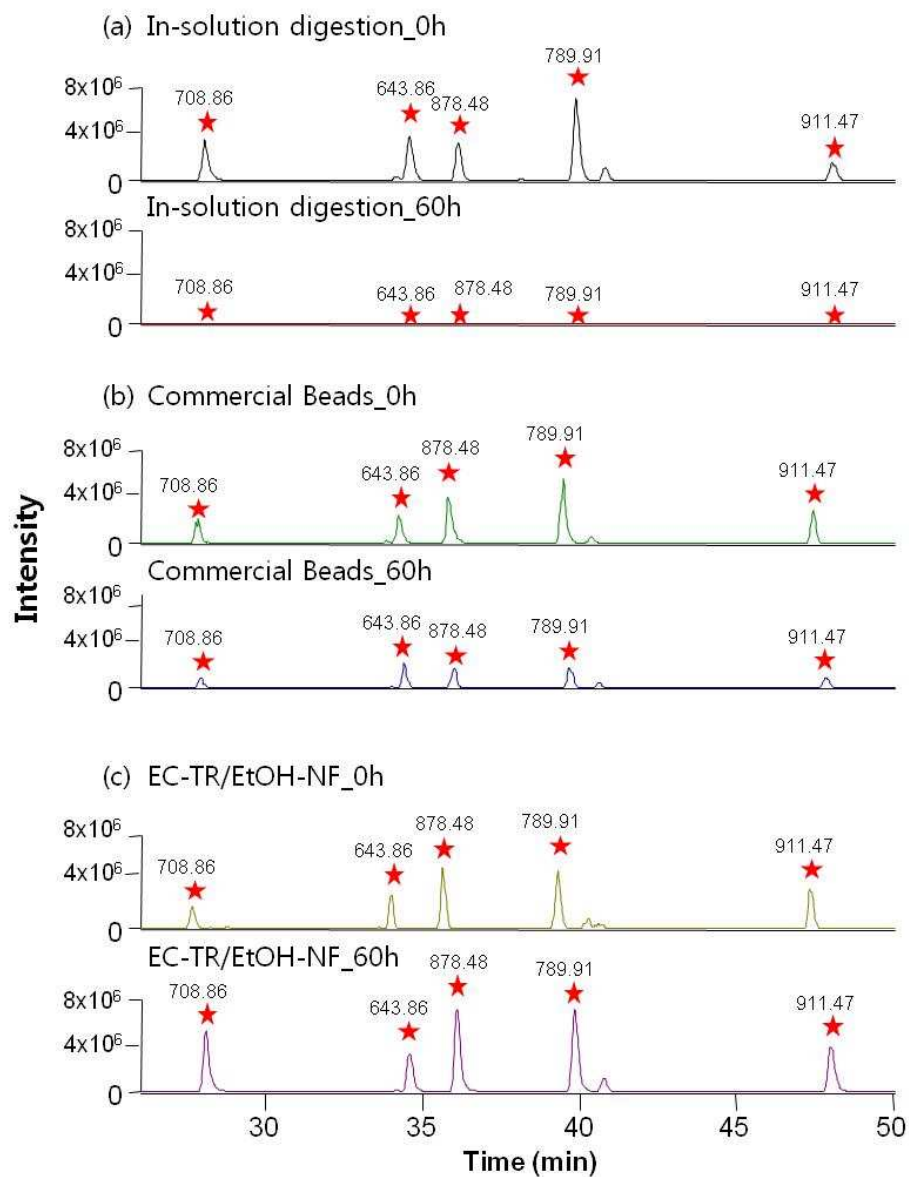 (a) In-solution digestion_0h
789.91
8x10⁶
708.86
643.86
878.48
4x10⁶
911.47
0
In-solution digestion_60h
8x10⁶
4x10⁶
708.86
643.86
878.48
789.91
911.47
0
(b) Commercial Beads_0h
8x10⁶
708.86
643.86
878.48
789.91
911.47
4x10⁶
0
Commercial Beads_60h
8x10⁶
4x10⁶
708.86
643.86
878.48
789.91
911.47
0
(c) EC-TR/EtOH-NF_0h
8x10⁶
708.86
643.86
878.48
789.91
911.47
4x10⁶
0
EC-TR/EtOH-NF_60h
8x10⁶
708.86
643.86
878.48
789.91
911.47
4x10⁶
0
Intensity
30
35
40
45
50
Time (min)